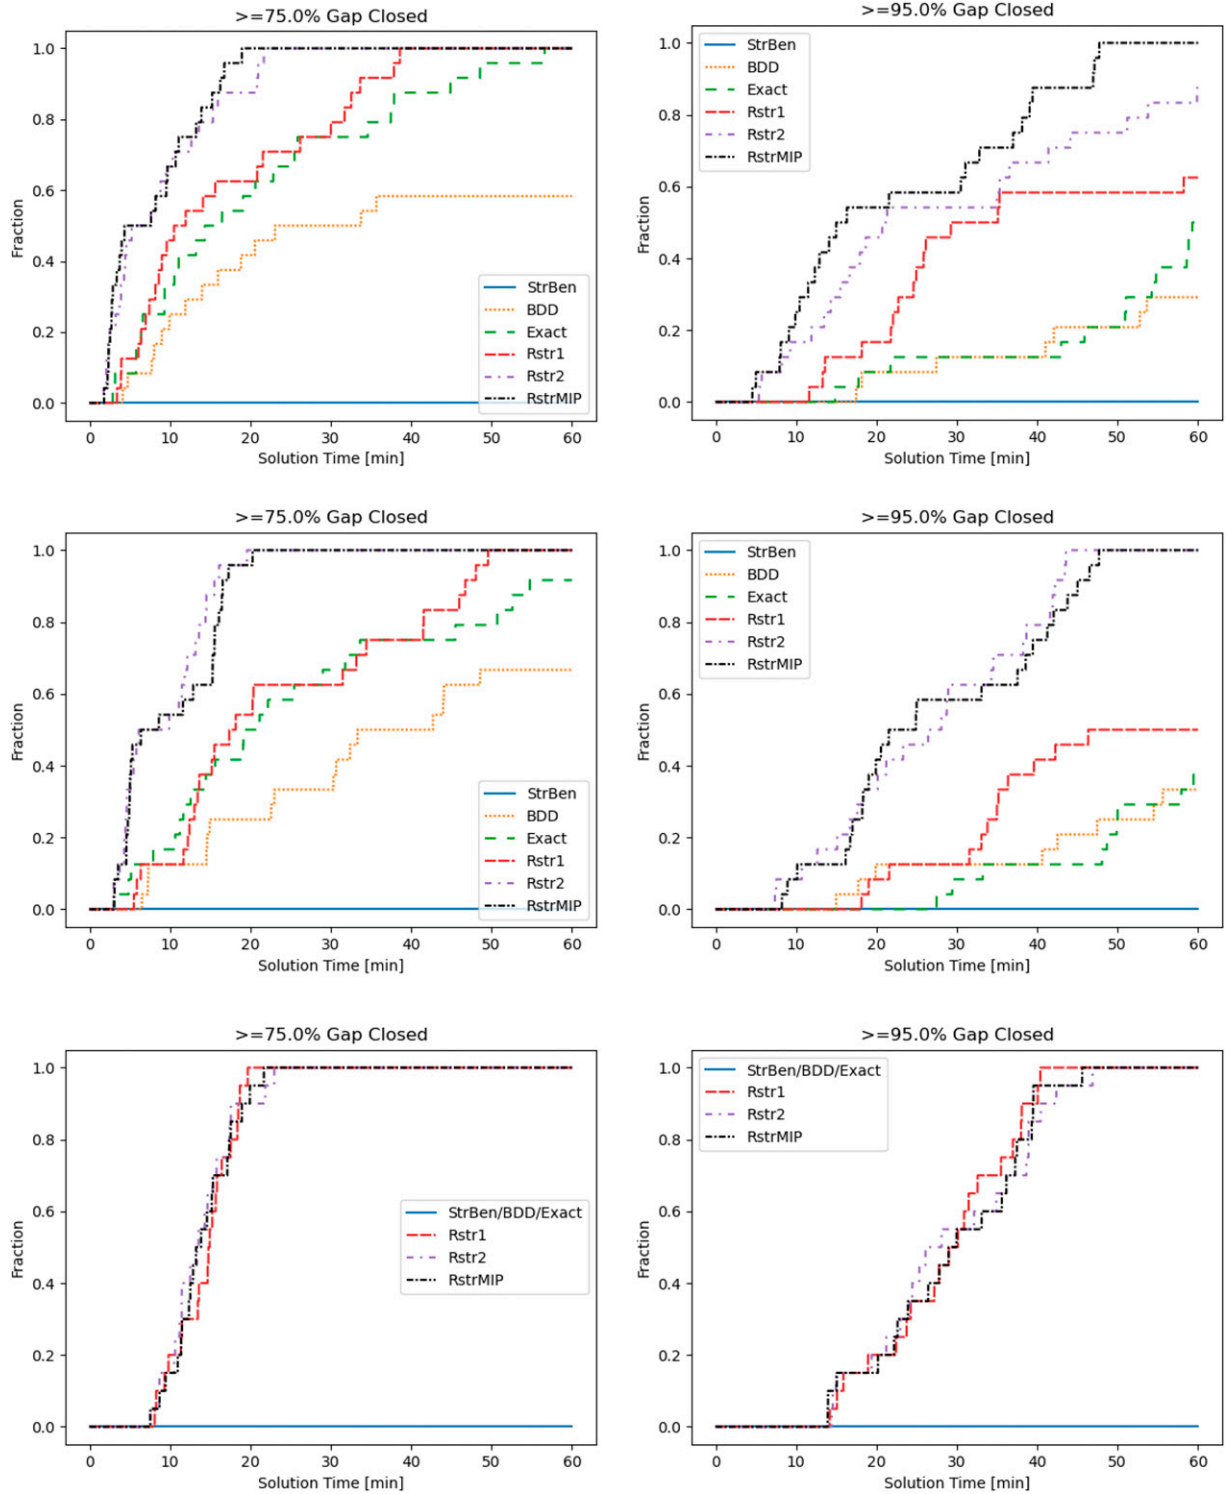 >=75.0% Gap Closed
Fraction
1.0
0.8
0.6
0.4
0.2
0.0
StrBen
BDD
Exact
Rstr1
Rstr2
RstrMIP
0 10 20 30 40 50 60
Solution Time [min]
>=95.0% Gap Closed
Fraction
1.0
0.8
0.6
0.4
0.2
0.0
StrBen
BDD
Exact
Rstr1
Rstr2
RstrMIP
0 10 20 30 40 50 60
Solution Time [min]
>=75.0% Gap Closed
Fraction
1.0
0.8
0.6
0.4
0.2
0.0
StrBen
BDD
Exact
Rstr1
Rstr2
RstrMIP
0 10 20 30 40 50 60
Solution Time [min]
>=95.0% Gap Closed
Fraction
1.0
0.8
0.6
0.4
0.2
0.0
StrBen
BDD
Exact
Rstr1
Rstr2
RstrMIP
0 10 20 30 40 50 60
Solution Time [min]
>=75.0% Gap Closed
Fraction
1.0
0.8
0.6
0.4
0.2
0.0
StrBen/BDD/Exact
Rstr1
Rstr2
RstrMIP
0 10 20 30 40 50 60
Solution Time [min]
>=95.0% Gap Closed
Fraction
1.0
0.8
0.6
0.4
0.2
0.0
StrBen/BDD/Exact
Rstr1
Rstr2
RstrMIP
0 10 20 30 40 50 60
Solution Time [min]